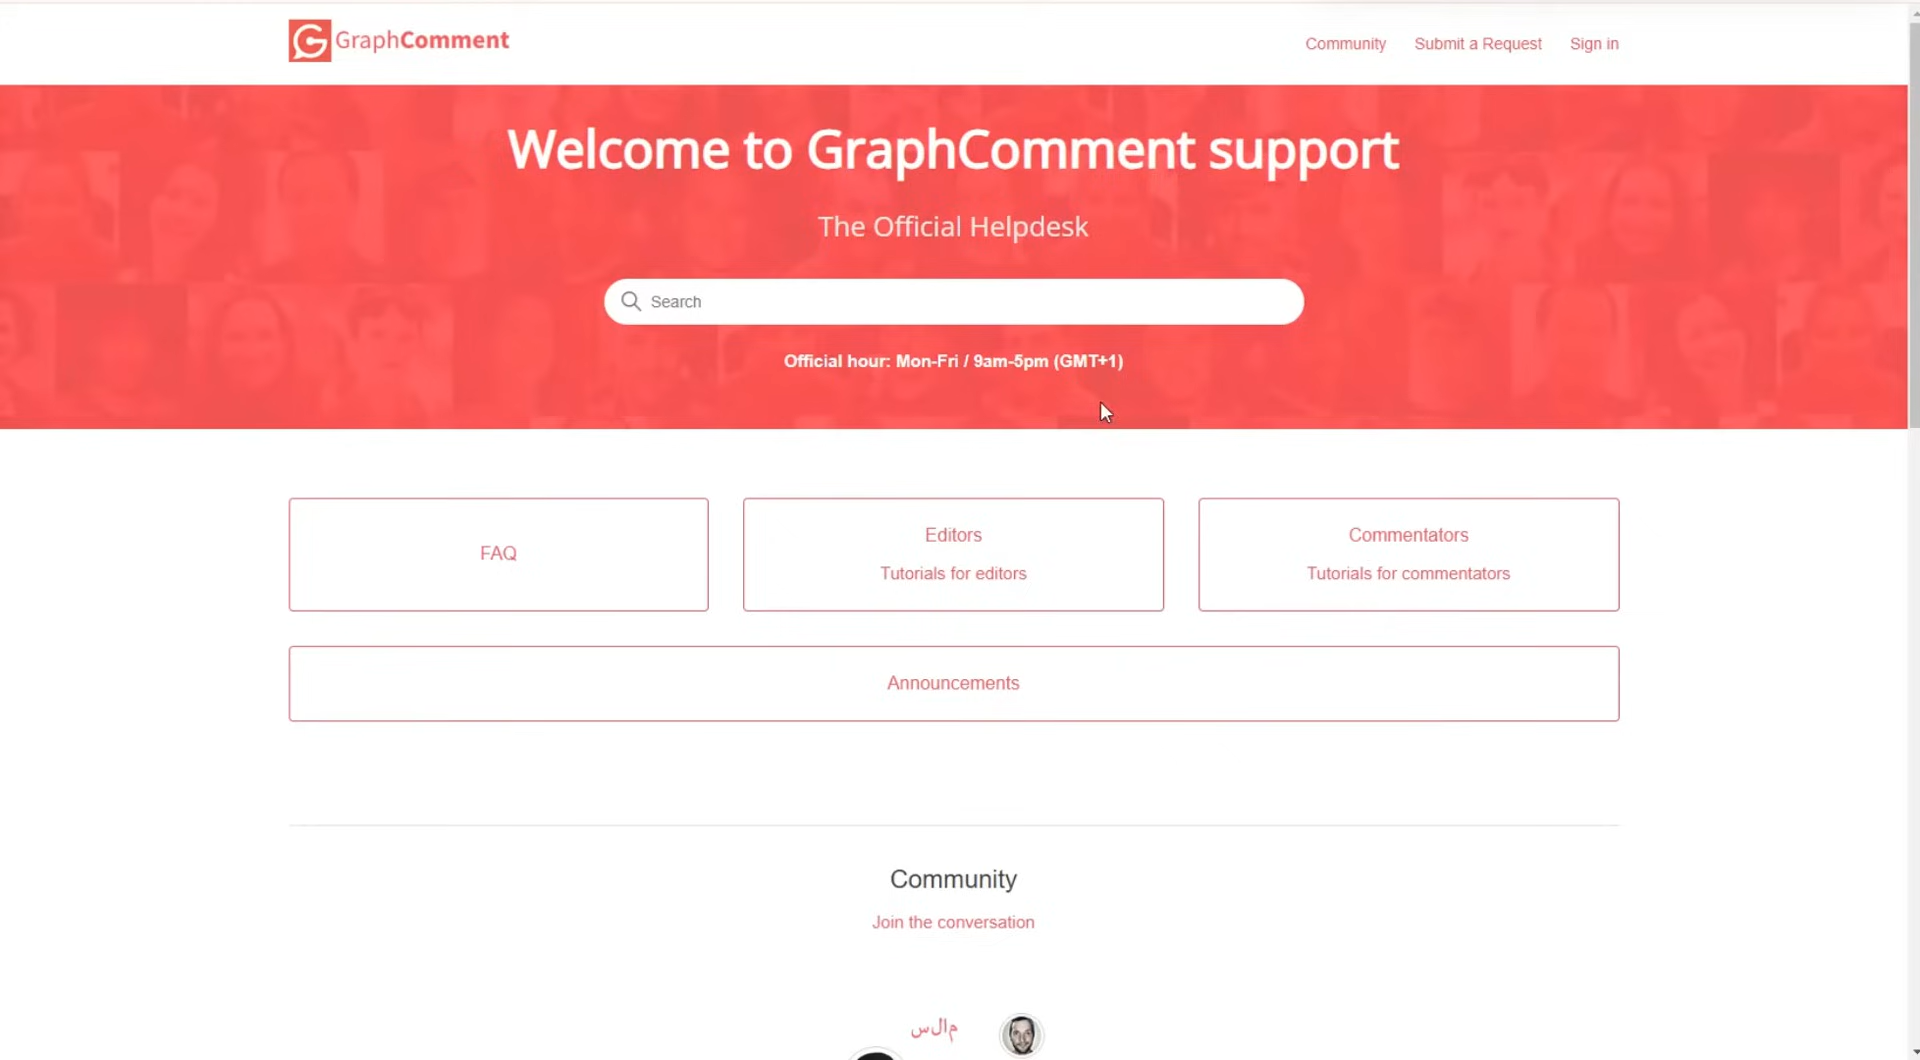 GraphComment
Community
Submit a Request
Sign in
Welcome to GraphComment support
The Official Helpdesk
Search
Official hour: Mon-Fri / 9am-5pm (GMT+1)
FAQ
Editors
Tutorials for editors
Commentators
Tutorials for commentators
Announcements
Community
Join the conversation
مالس